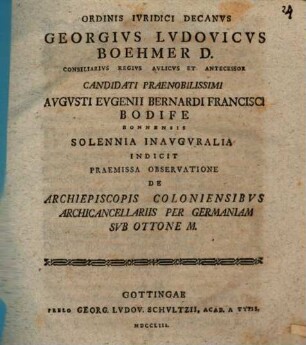 ORDINIS IVRIDICI DECANVS
GEORGIVS LVDOVICVS
BOEHMER D.
CONSILIARIVS REGIVS AVLICVS ET ANTECESSOR
CANDIDATI PRAENOBILISSIMI
AVGVSTI EVGENII BERNARDI FRANCISCI
BODIFE
BONNENSIS
SOLENNIA INAVGVRALIA
INDICIT
PRAEMISSA OBSERVATIONE
DE
ARCHIEPISCOPIS COLONIENSIBVS
ARCHICANCELLARIIS PER GERMANIAM
SVB OTTONE M.
GOTTINGAE
PRELO GEORG. LVDOV. SCHVLTZII, ACAD. A TYPIS.
MDCCLIII.